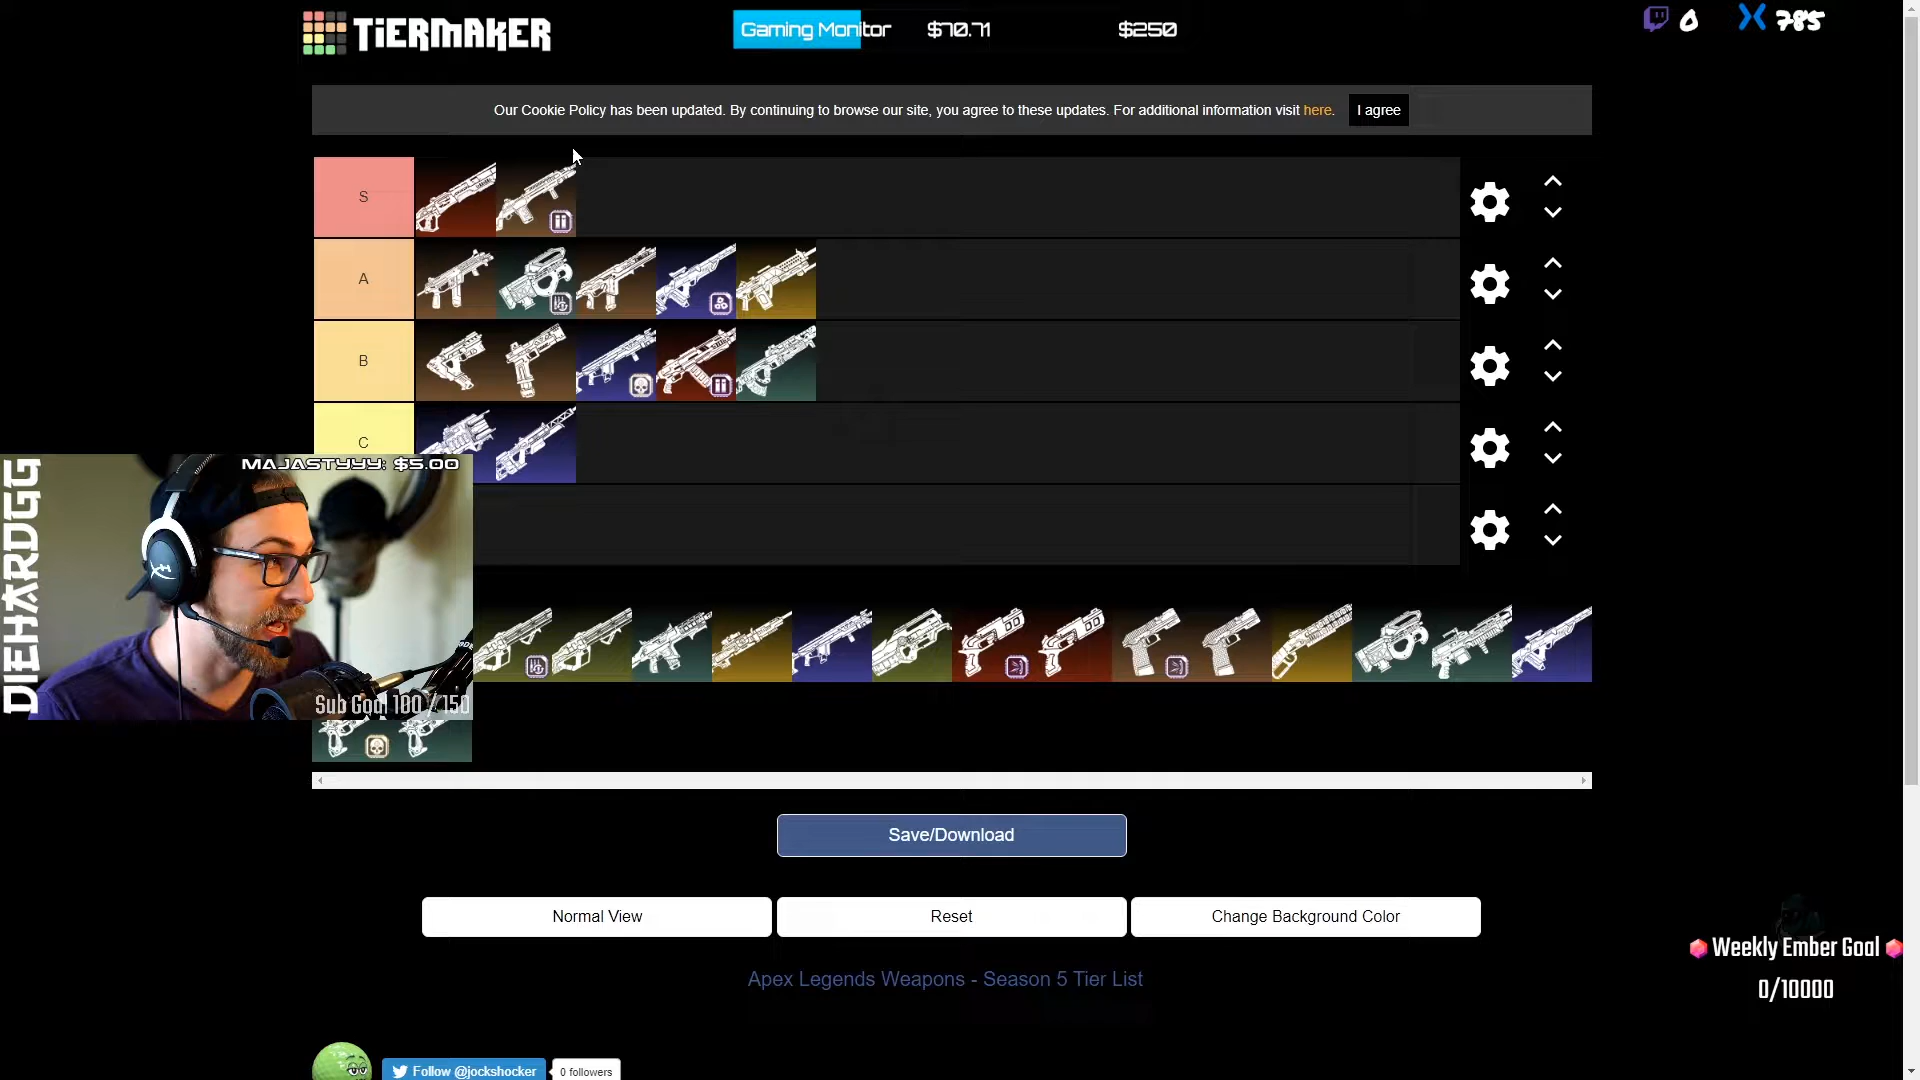 TiERMAKER
Gaming Monitor $70.71 $250
0 785
Our Cookie Policy has been updated. By continuing to browse our site, you agree to these updates. For additional information visit here. I agree
S
A
B
C
MAJASTYYY: $5.00
DIEHARDGG
Sub Goal 100 / 150
Save/Download
Normal View
Reset
Change Background Color
Weekly Ember Goal
0/10000
Apex Legends Weapons - Season 5 Tier List
Follow @jockshocker
0 followers